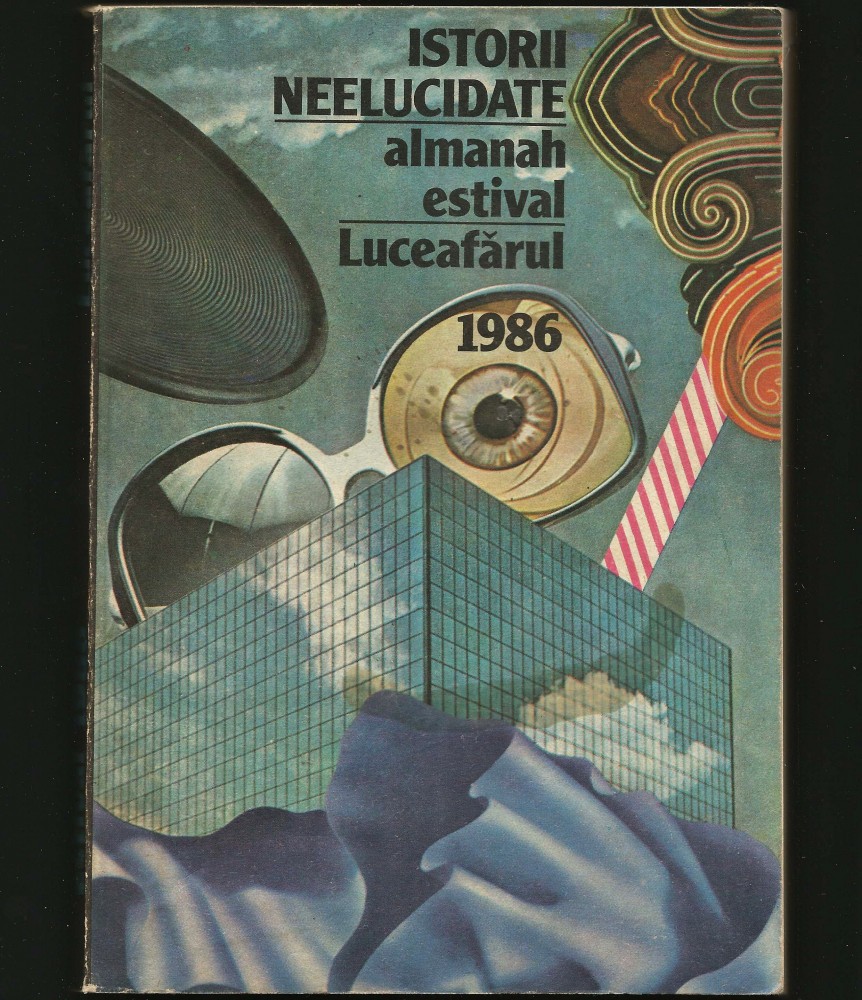 ISTORII
NEELUCIDATE
almanah
estival
Luceafărul
1986